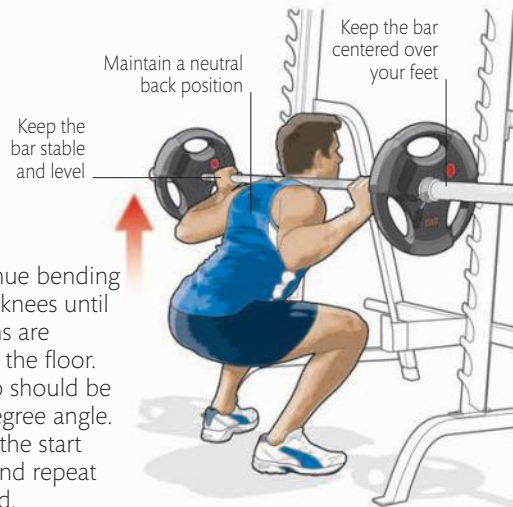 Keep the bar
centered over
your feet
Maintain a neutral
back position
Keep the
bar stable
and level
nue bending
knees until
s are
the floor.
should be
egree angle.
the start
nd repeat
d.